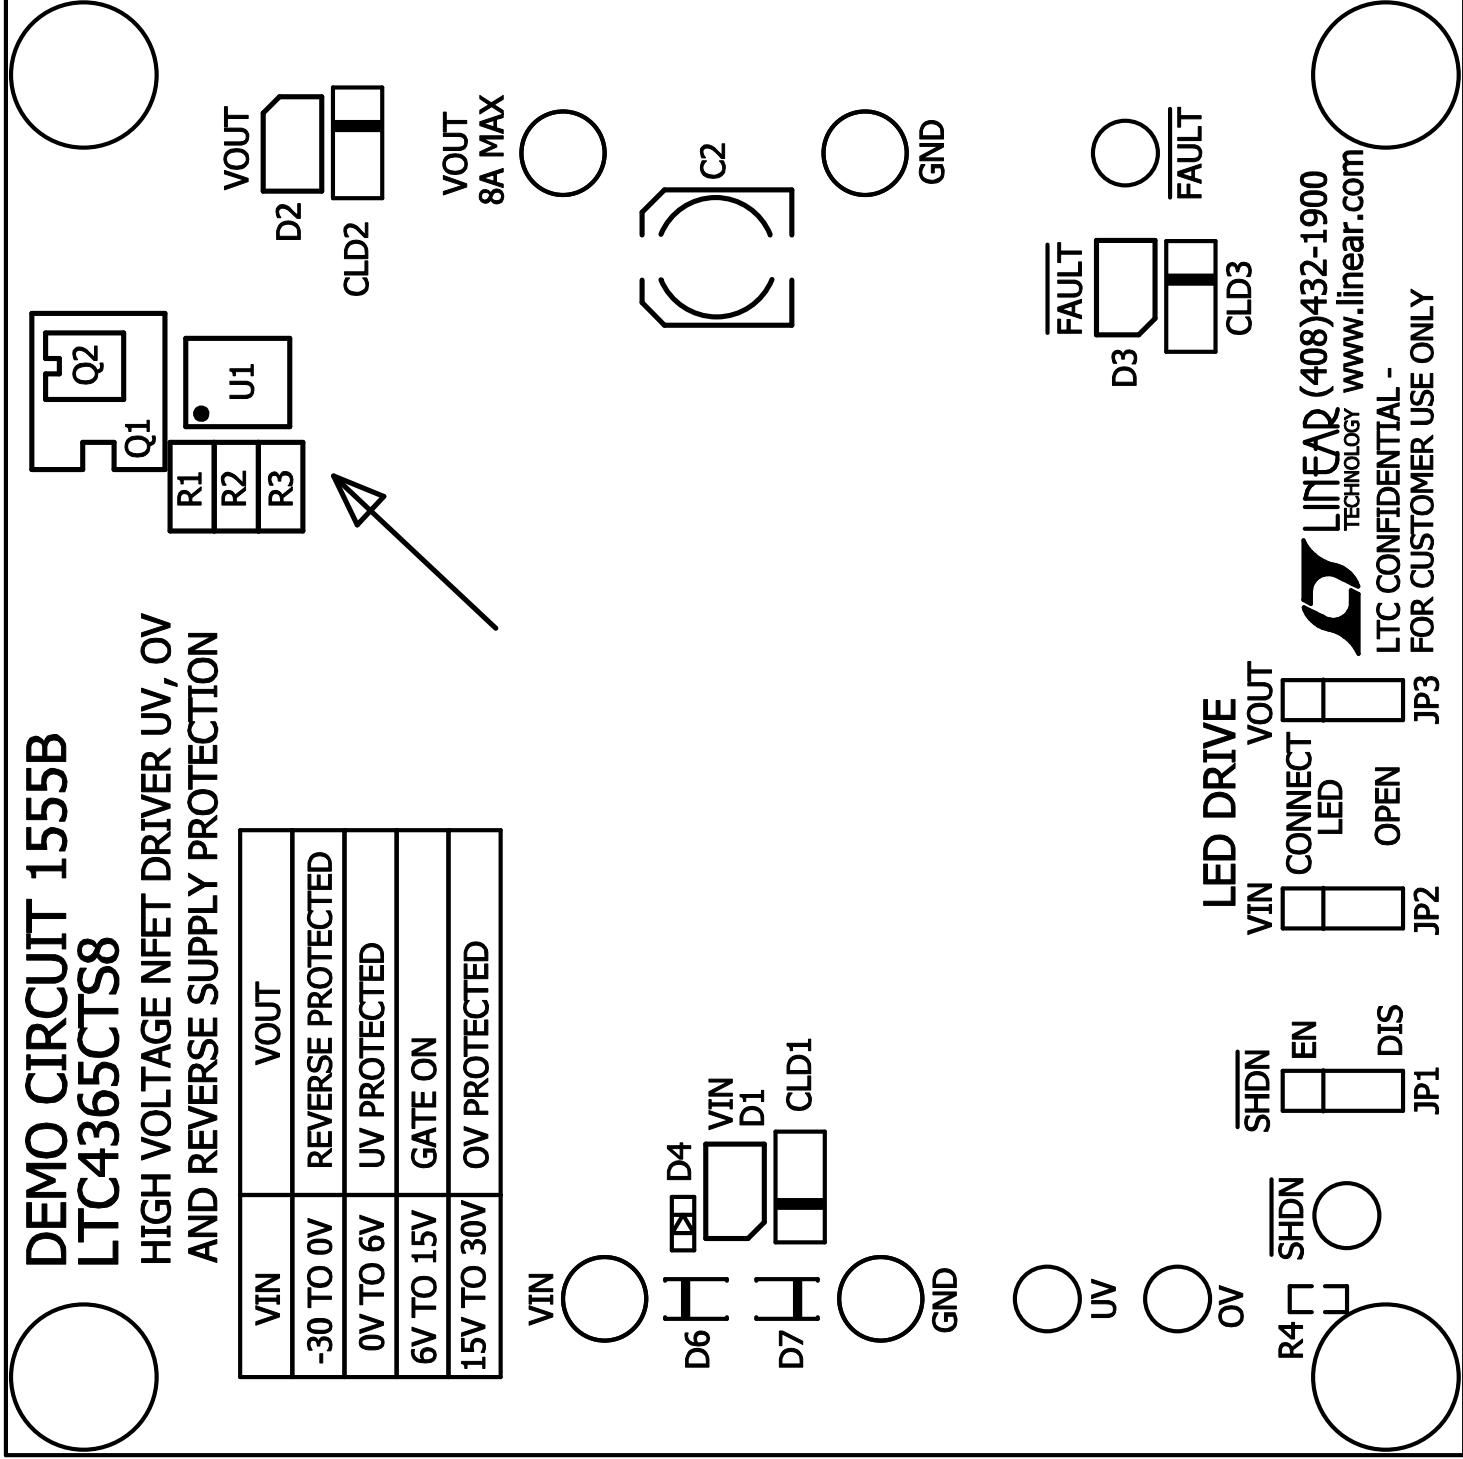 DEMO CIRCUIT 1555B
LTC4365CTS8
HIGH VOLTAGE NFET DRIVER UV, OV
AND REVERSE SUPPLY PROTECTION
VIN VOUT
-30 TO 0V REVERSE PROTECTED
0V TO 6V UV PROTECTED
6V TO 15V GATE ON
15V TO 30V OV PROTECTED
Q1
Q2
U1
R1
R2
R3
VOUT
D2
CLD2
VOUT
8A MAX
C2
GND
VIN
D6
D4
VIN
D1
D7
CLD1
GND
UV
OV
FAULT
D3
CLD3
FAULT
R4
SHDN
SHDN
EN
DIS
JP1
LED DRIVE
VIN
VOUT
CONNECT
LED
OPEN
JP2
JP3
LINEAR (408)432-1900
TECHNOLOGY www.linear.com
LTC CONFIDENTIAL -
FOR CUSTOMER USE ONLY